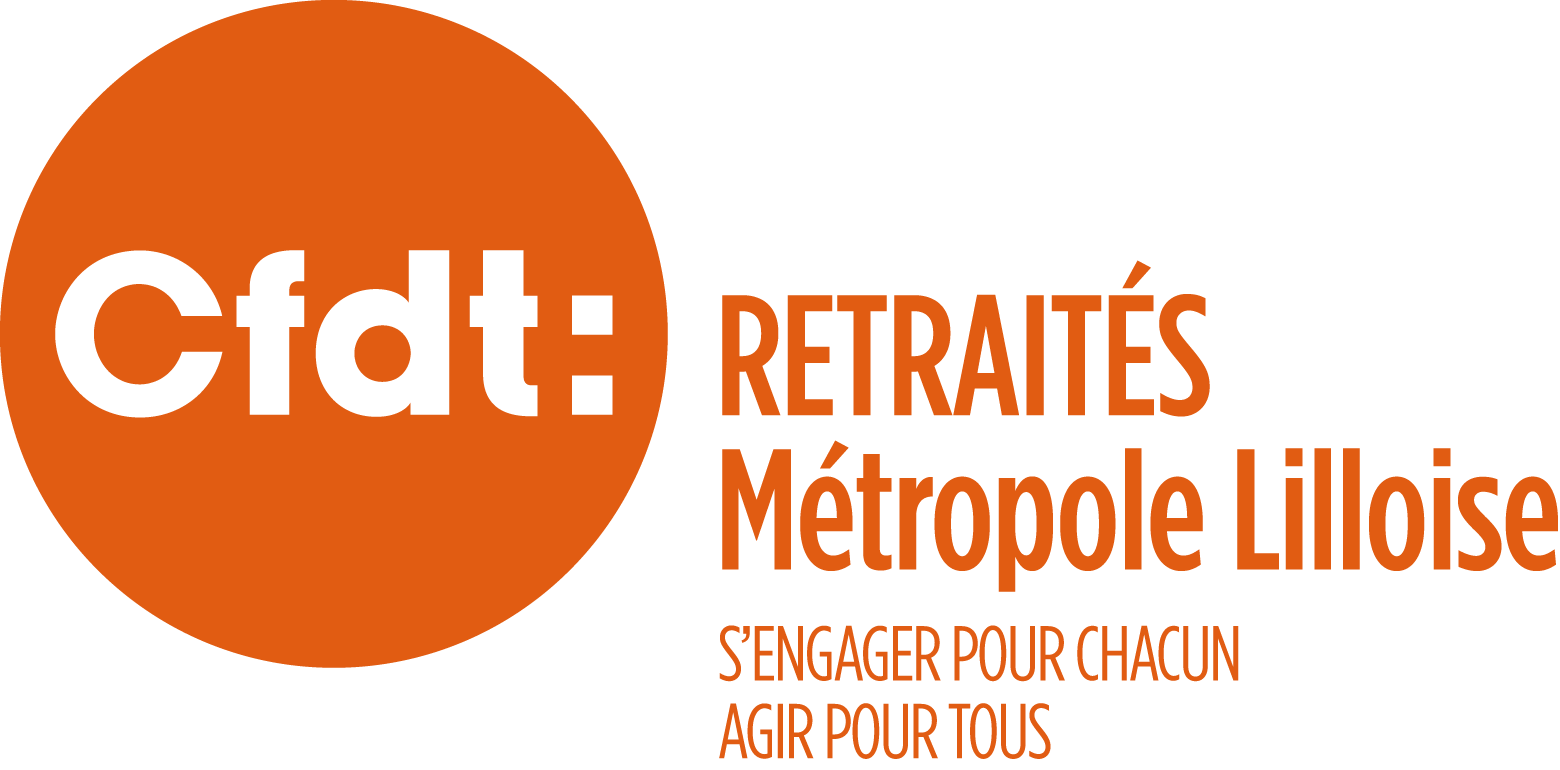 Cfdt:
RETRAITÉS
Métropole Lilloise
S'ENGAGER POUR CHACUN
AGIR POUR TOUS